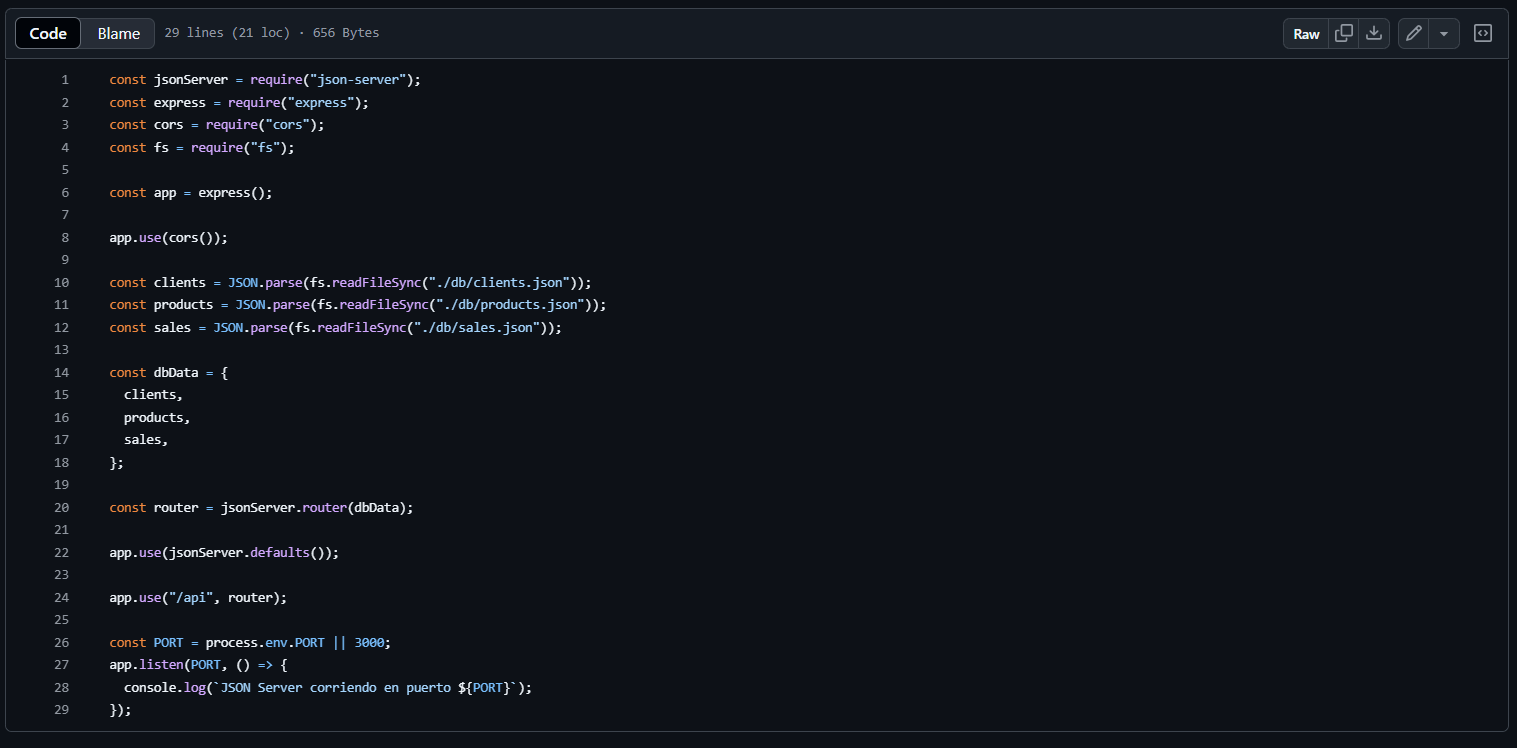 Code Blame 29 lines (21 loc) · 656 Bytes Raw
1 const jsonServer = require("json-server");
2 const express = require("express");
3 const cors = require("cors");
4 const fs = require("fs");
5
6 const app = express();
7
8 app.use(cors());
9
10 const clients = JSON.parse(fs.readFileSync("./db/clients.json"));
11 const products = JSON.parse(fs.readFileSync("./db/products.json"));
12 const sales = JSON.parse(fs.readFileSync("./db/sales.json"));
13
14 const dbData = {
15   clients,
16   products,
17   sales,
18 };
19
20 const router = jsonServer.router(dbData);
21
22 app.use(jsonServer.defaults());
23
24 app.use("/api", router);
25
26 const PORT = process.env.PORT || 3000;
27 app.listen(PORT, () => {
28   console.log(`JSON Server corriendo en puerto ${PORT}`);
29 });